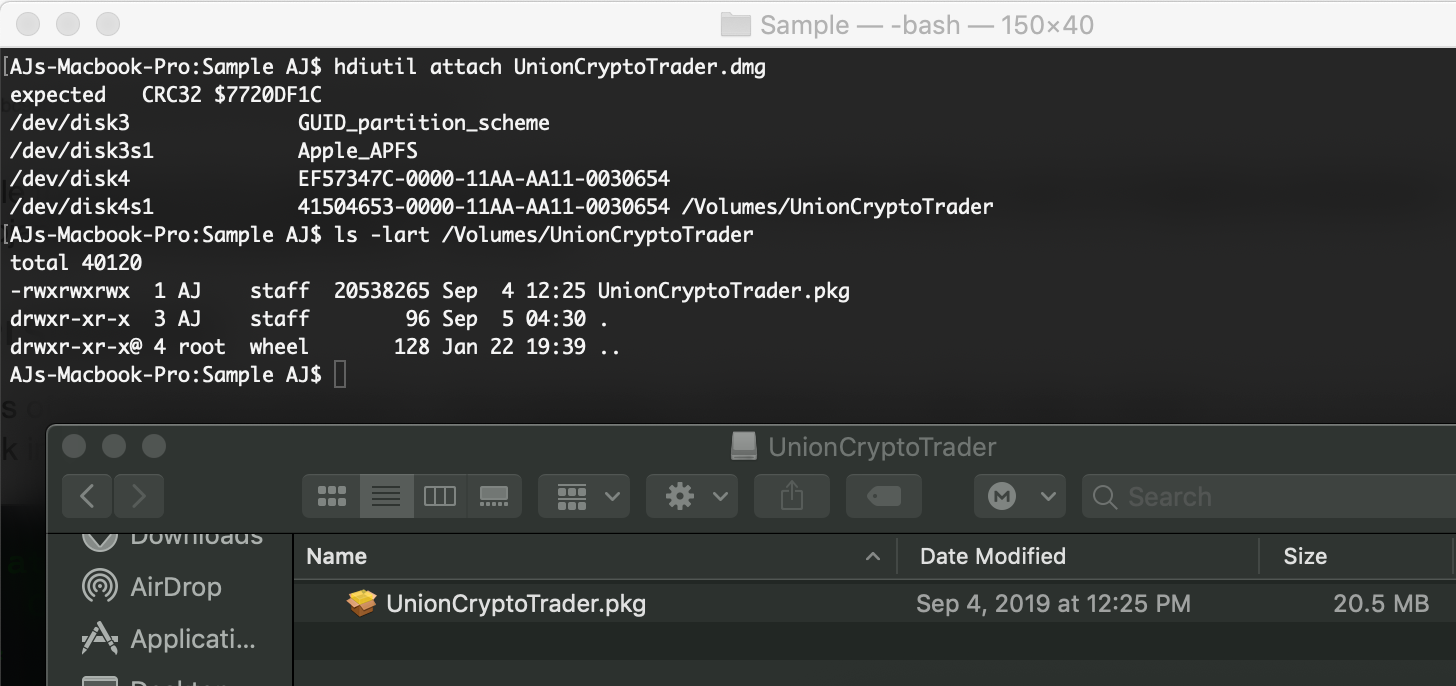 Sample — -bash — 150×40
[AJs-Macbook-Pro:Sample AJ$ hdiutil attach UnionCryptoTrader.dmg
expected   CRC32 $7720DF1C
/dev/disk3              GUID_partition_scheme
/dev/disk3s1            Apple_APFS
/dev/disk4              EF57347C-0000-11AA-AA11-0030654
/dev/disk4s1            41504653-0000-11AA-AA11-0030654 /Volumes/UnionCryptoTrader
[AJs-Macbook-Pro:Sample AJ$ ls -lart /Volumes/UnionCryptoTrader
total 40120
-rwxrwxrwx  1 AJ    staff  20538265 Sep  4 12:25 UnionCryptoTrader.pkg
drwxr-xr-x  3 AJ    staff        96 Sep  5 04:30 .
drwxr-xr-x@ 4 root  wheel       128 Jan 22 19:39 ..
AJs-Macbook-Pro:Sample AJ$
UnionCryptoTrader
M
Search
Downloads
AirDrop
Applicati...
Name Date Modified Size
UnionCryptoTrader.pkg Sep 4, 2019 at 12:25 PM 20.5 MB